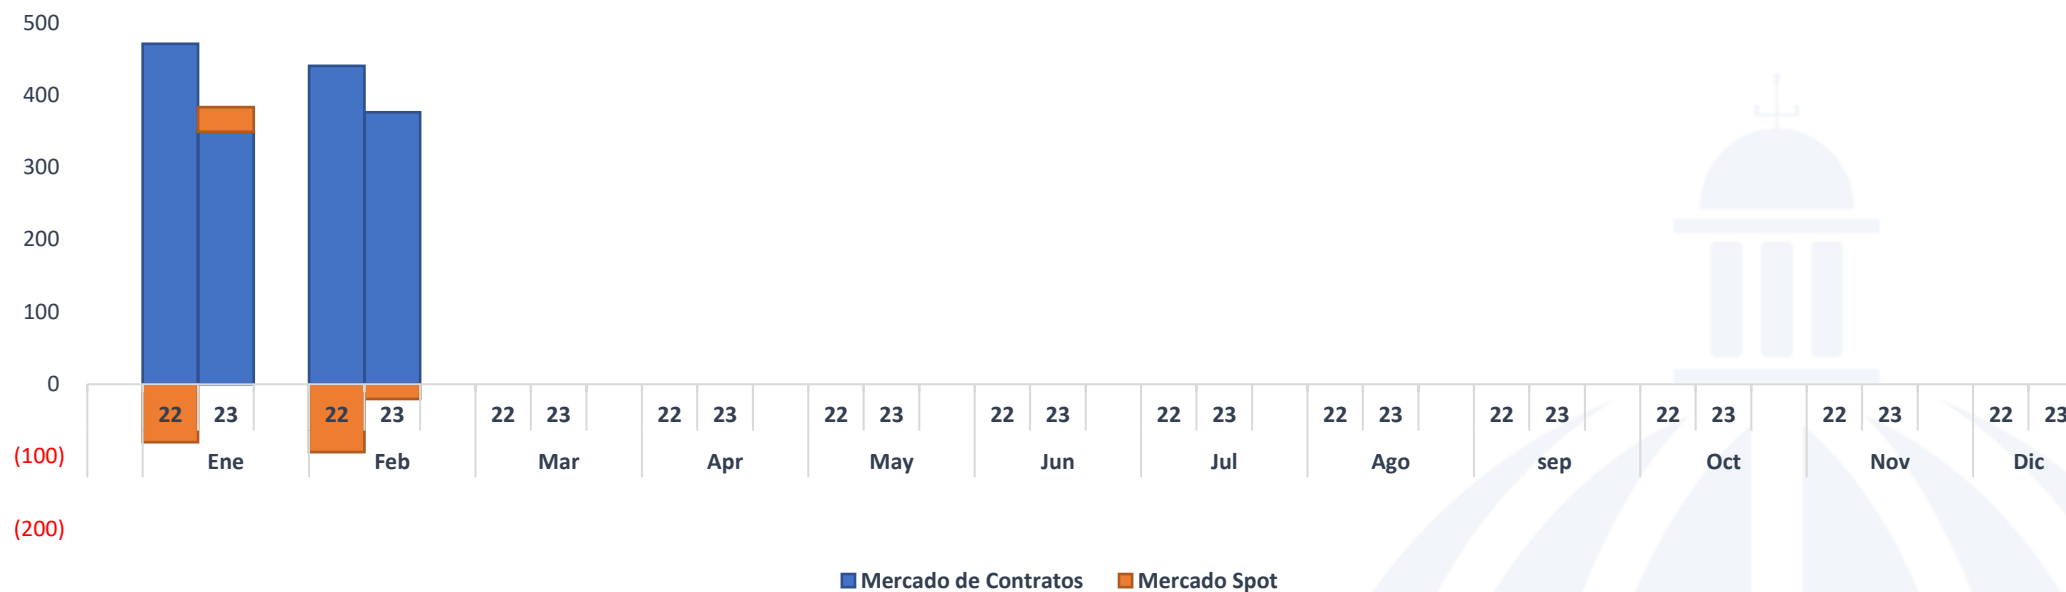 500
400
300
200
100
0
22 23 22 23 22 23 22 23 22 23 22 23 22 23 22 23 22 23 22 23 22 23 22 23
(100)
Ene Feb Mar Apr May Jun Jul Ago sep Oct Nov Dic
(200)
Mercado de Contratos Mercado Spot